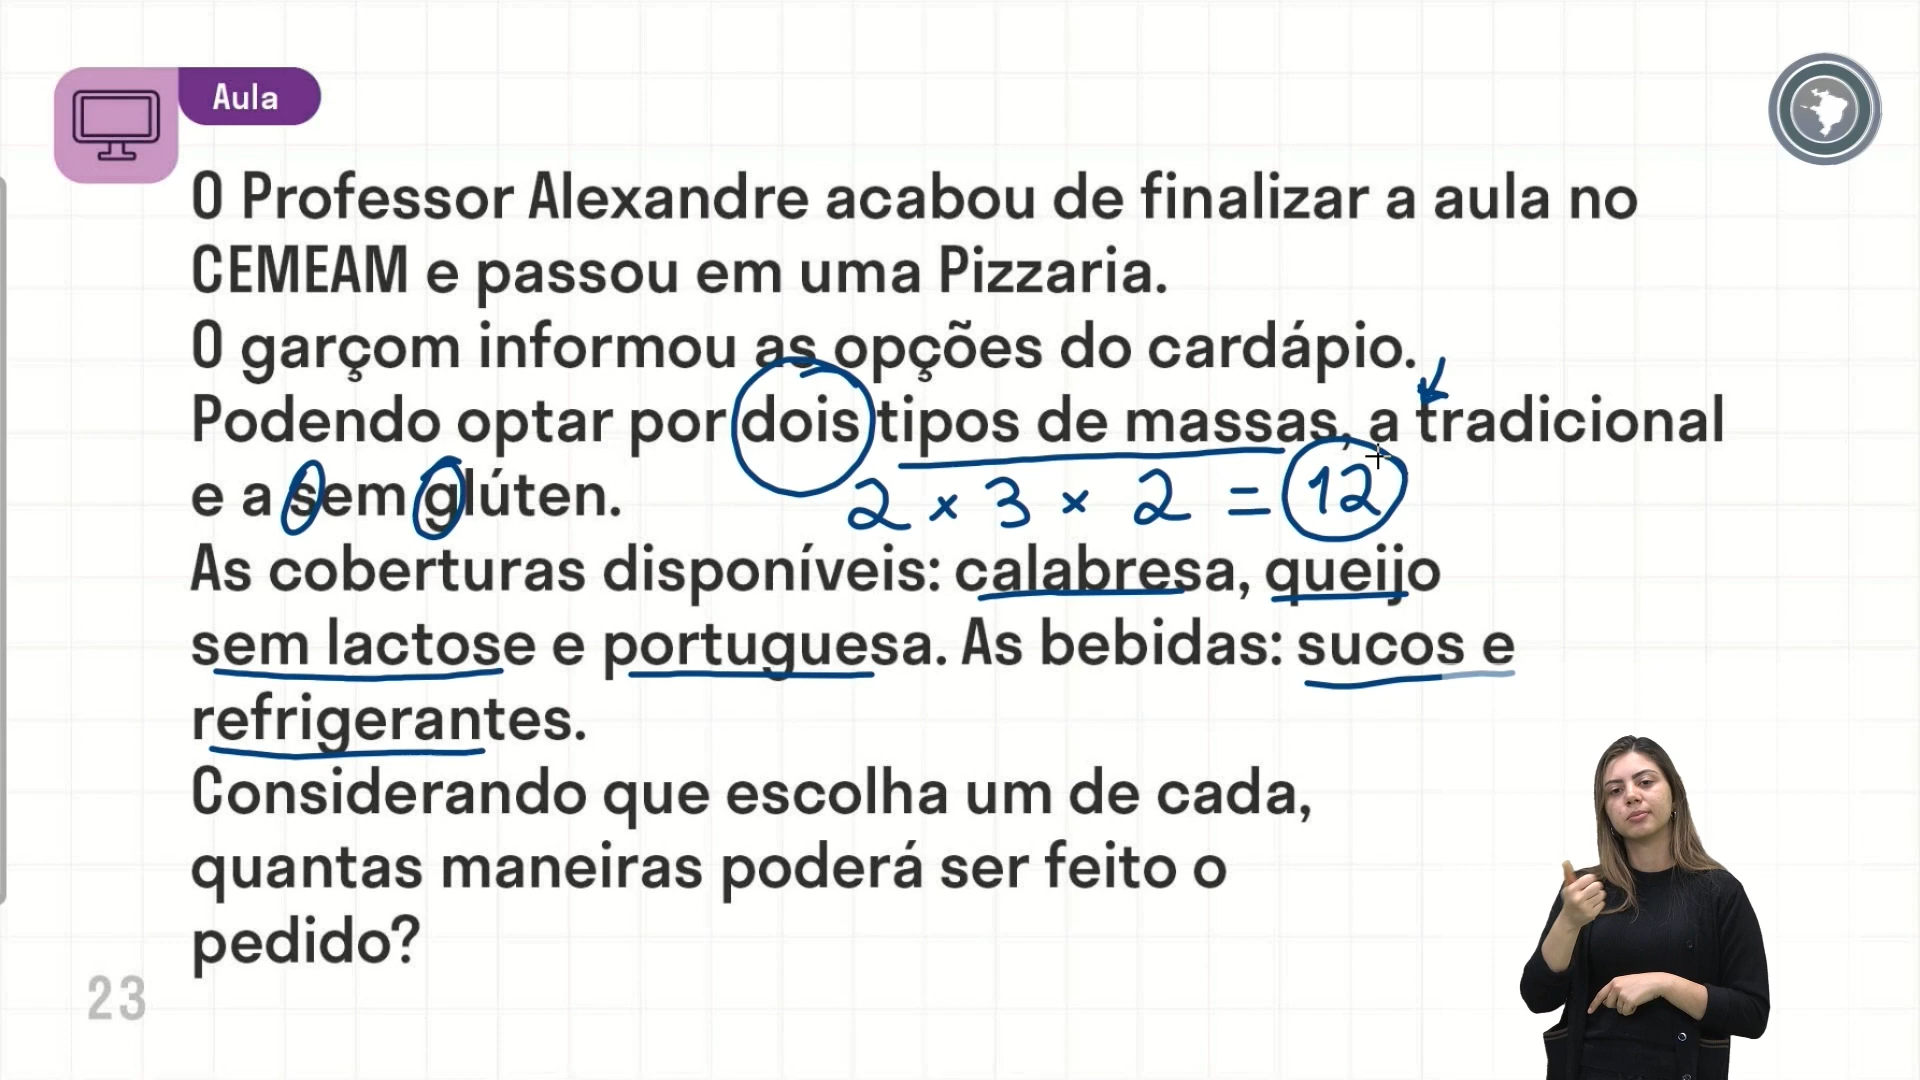 Aula
O Professor Alexandre acabou de finalizar a aula no
CEMEAM e passou em uma Pizzaria.
O garçom informou as opções do cardápio.
Podendo optar por dois tipos de massas, a tradicional
e a sem glúten.
2 × 3 × 2 = 12
As coberturas disponíveis: calabresa, queijo
sem lactose e portuguesa. As bebidas: sucos e
refrigerantes.
Considerando que escolha um de cada,
quantas maneiras poderá ser feito o
pedido?
23